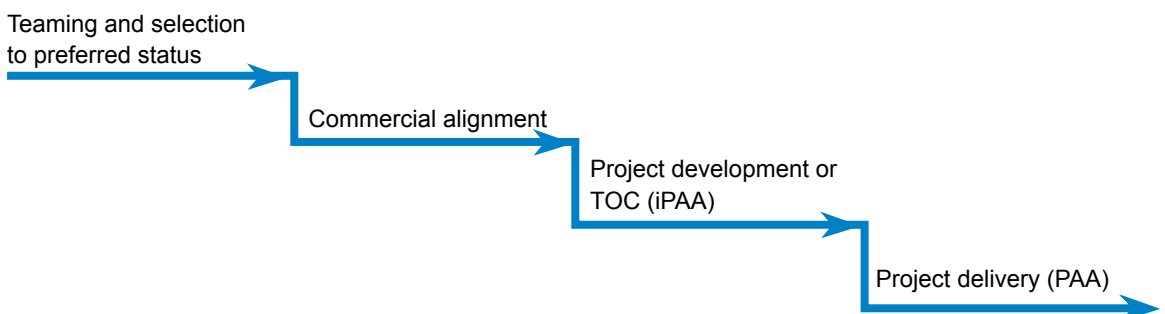 Teaming and selection
to preferred status
Commercial alignment
Project development or
TOC (iPAA)
Project delivery (PAA)